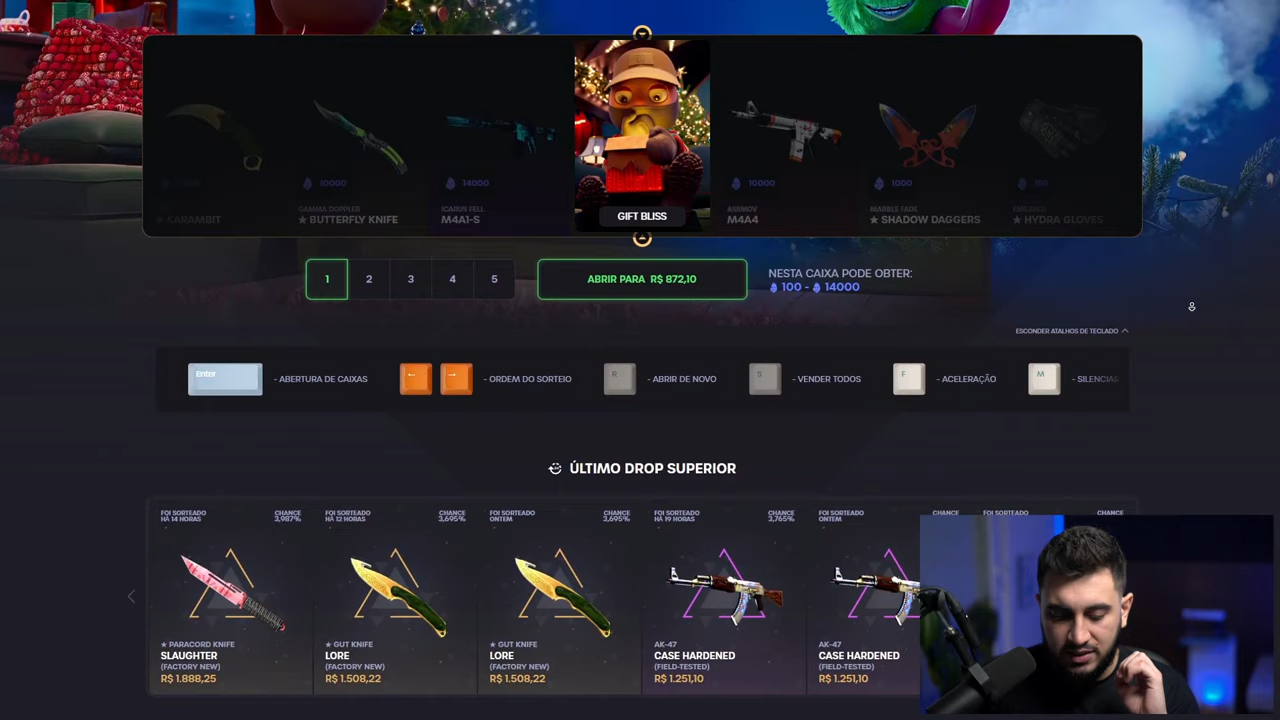 10000
14000
10000
1000
GAMMA DOPPLER
★ BUTTERFLY KNIFE
ICARUS FELL
M4A1-S
★ KARAMBIT
GIFT BLISS
ASIIMOV
M4A4
MARBLE FADE
★ SHADOW DAGGERS
★ HYDRA GLOVES
1 2 3 4 5
ABRIR PARA R$ 872,10
NESTA CAIXA PODE OBTER:
100 - 14000
ESCONDER ATALHOS DE TECLADO
Enter
- ABERTURA DE CAIXAS
← →
- ORDEM DO SORTEIO
R
- ABRIR DE NOVO
S
- VENDER TODOS
F
- ACELERAÇÃO
M
- SILENCIAR
ÚLTIMO DROP SUPERIOR
FOI SORTEADO
HÁ 14 HORAS
CHANCE
3,987%
★ PARACORD KNIFE
SLAUGHTER
(FACTORY NEW)
R$ 1.888,25
FOI SORTEADO
HÁ 12 HORAS
CHANCE
3,695%
★ GUT KNIFE
LORE
(FACTORY NEW)
R$ 1.508,22
FOI SORTEADO
ONTEM
CHANCE
3,695%
★ GUT KNIFE
LORE
(FACTORY NEW)
R$ 1.508,22
FOI SORTEADO
HÁ 19 HORAS
CHANCE
3,765%
AK-47
CASE HARDENED
(FIELD-TESTED)
R$ 1.251,10
FOI SORTEADO
ONTEM
CHANCE
AK-47
CASE HARDENED
(FIELD-TESTED)
R$ 1.251,10
FOI SORTEADO
CHANCE